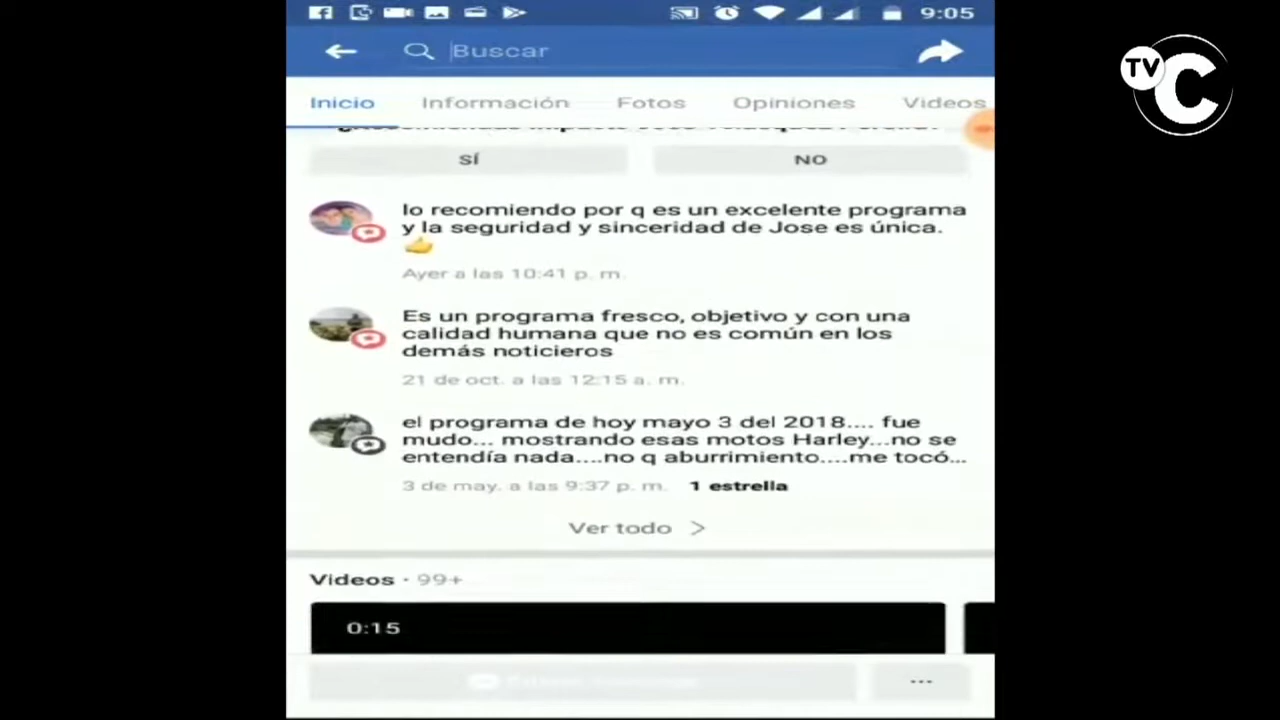 9:05
TV
C
Buscar
Inicio Información Fotos Opiniones Videos
SÍ NO
lo recomiendo por q es un excelente programa
y la seguridad y sinceridad de Jose es única.
Ayer a las 10:41 p. m.
Es un programa fresco, objetivo y con una
calidad humana que no es común en los
demás noticieros
21 de oct. a las 12:15 a. m.
el programa de hoy mayo 3 del 2018.... fue
mudo... mostrando esas motos Harley...no se
entendía nada....no q aburrimiento....me tocó...
3 de may. a las 9:37 p. m. 1 estrella
Ver todo >
Videos · 99+
0:15
...